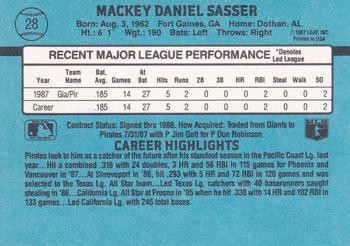 28
MACKEY DANIEL SASSER
Born: Aug. 3, 1962 Fort Gaines, GA Home: Dothan, AL
Ht.: 6' 1" Wgt.: 190 Bats: Left Throws: Right
© 1987 LEAF, INC.
Printed in USA
RECENT MAJOR LEAGUE PERFORMANCE *Denotes Led League
Year Team Name Bat. Avg. Games At Bat Hits Runs 2B 3B HR RBI Steal Walk SO
1987 Gia/Pir .185 14 27 5 2 0 0 0 2 0 0 2
Career .185 14 27 5 2 0 0 0 2 0 0 2
Contract Status: Signed thru 1988. How Acquired: Traded from Giants to
Pirates 7/31/87 with P Jim Gott for P Don Robinson
CAREER HIGHLIGHTS
Pirates look to him as a catcher of the future after his standout season in the Pacific Coast Lg. last
year... Hit a combined .318 with 24 doubles, 3 HR and 56 RBI in 115 games for Phoenix and
Vancouver in '87... At Shreveport in '86, hit .293 with 5 HR and 72 RBI in 120 games and was
selected to the Texas Lg. All Star team... Led Texas Lg. catchers with 40 baserunners caught
stealing in '86... California Lg. All Star at Fresno in '85 when he hit .338 with 14 HR and 102 RBI in
133 games... Led California Lg. with 245 total bases